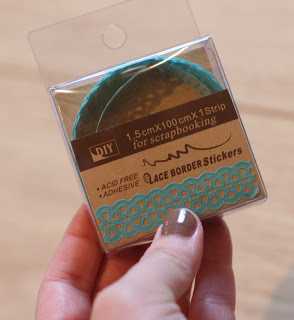 DIY
1.5cmX100cmX1Strip
for scrapbooking
• ACID FREE
• ADHESIVE
LACE BORDER Stickers